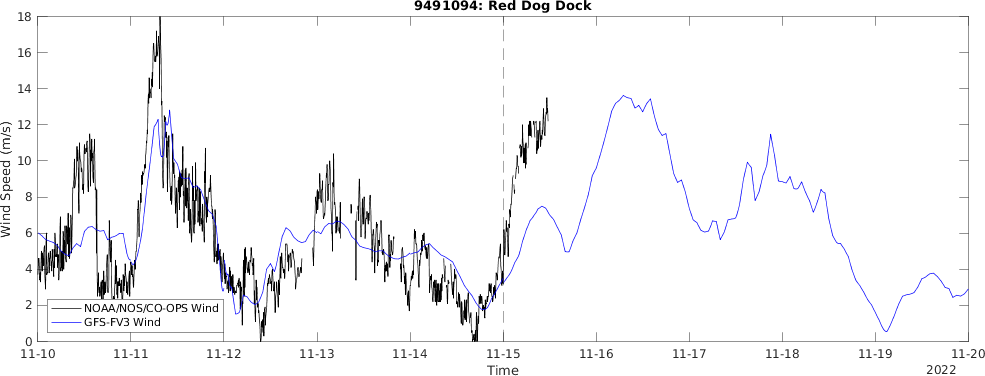 9491094: Red Dog Dock
18
16
14
12
10
8
6
4
2
0
Wind Speed (m/s)
NOAA/NOS/CO-OPS Wind
GFS-FV3 Wind
11-10 11-11 11-12 11-13 11-14 11-15 11-16 11-17 11-18 11-19 11-20
Time
2022